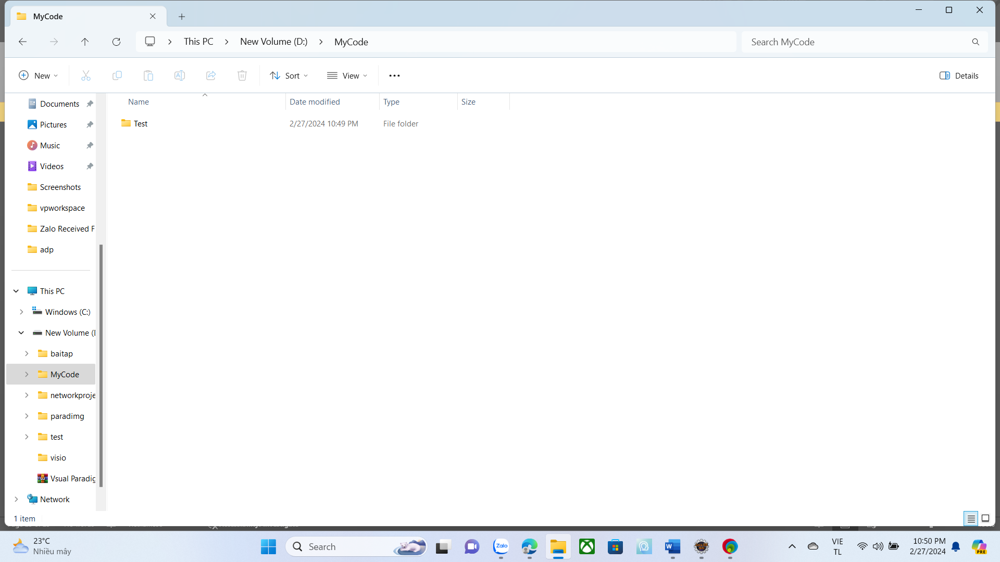 MyCode
This PC
New Volume (D:)
MyCode
Search MyCode
New
Sort
View
Details
Name
Date modified
Type
Size
Test
2/27/2024 10:49 PM
File folder
Documents
Pictures
Music
Videos
Screenshots
vpworkspace
Zalo Received F
adp
This PC
Windows (C:)
New Volume (
baitap
MyCode
networkproje
paradimg
test
visio
Vsual Paradig
Network
1 item
23°C
Nhiều mây
Search
Zalo
W
VIE
TL
10:50 PM
2/27/2024
PRE